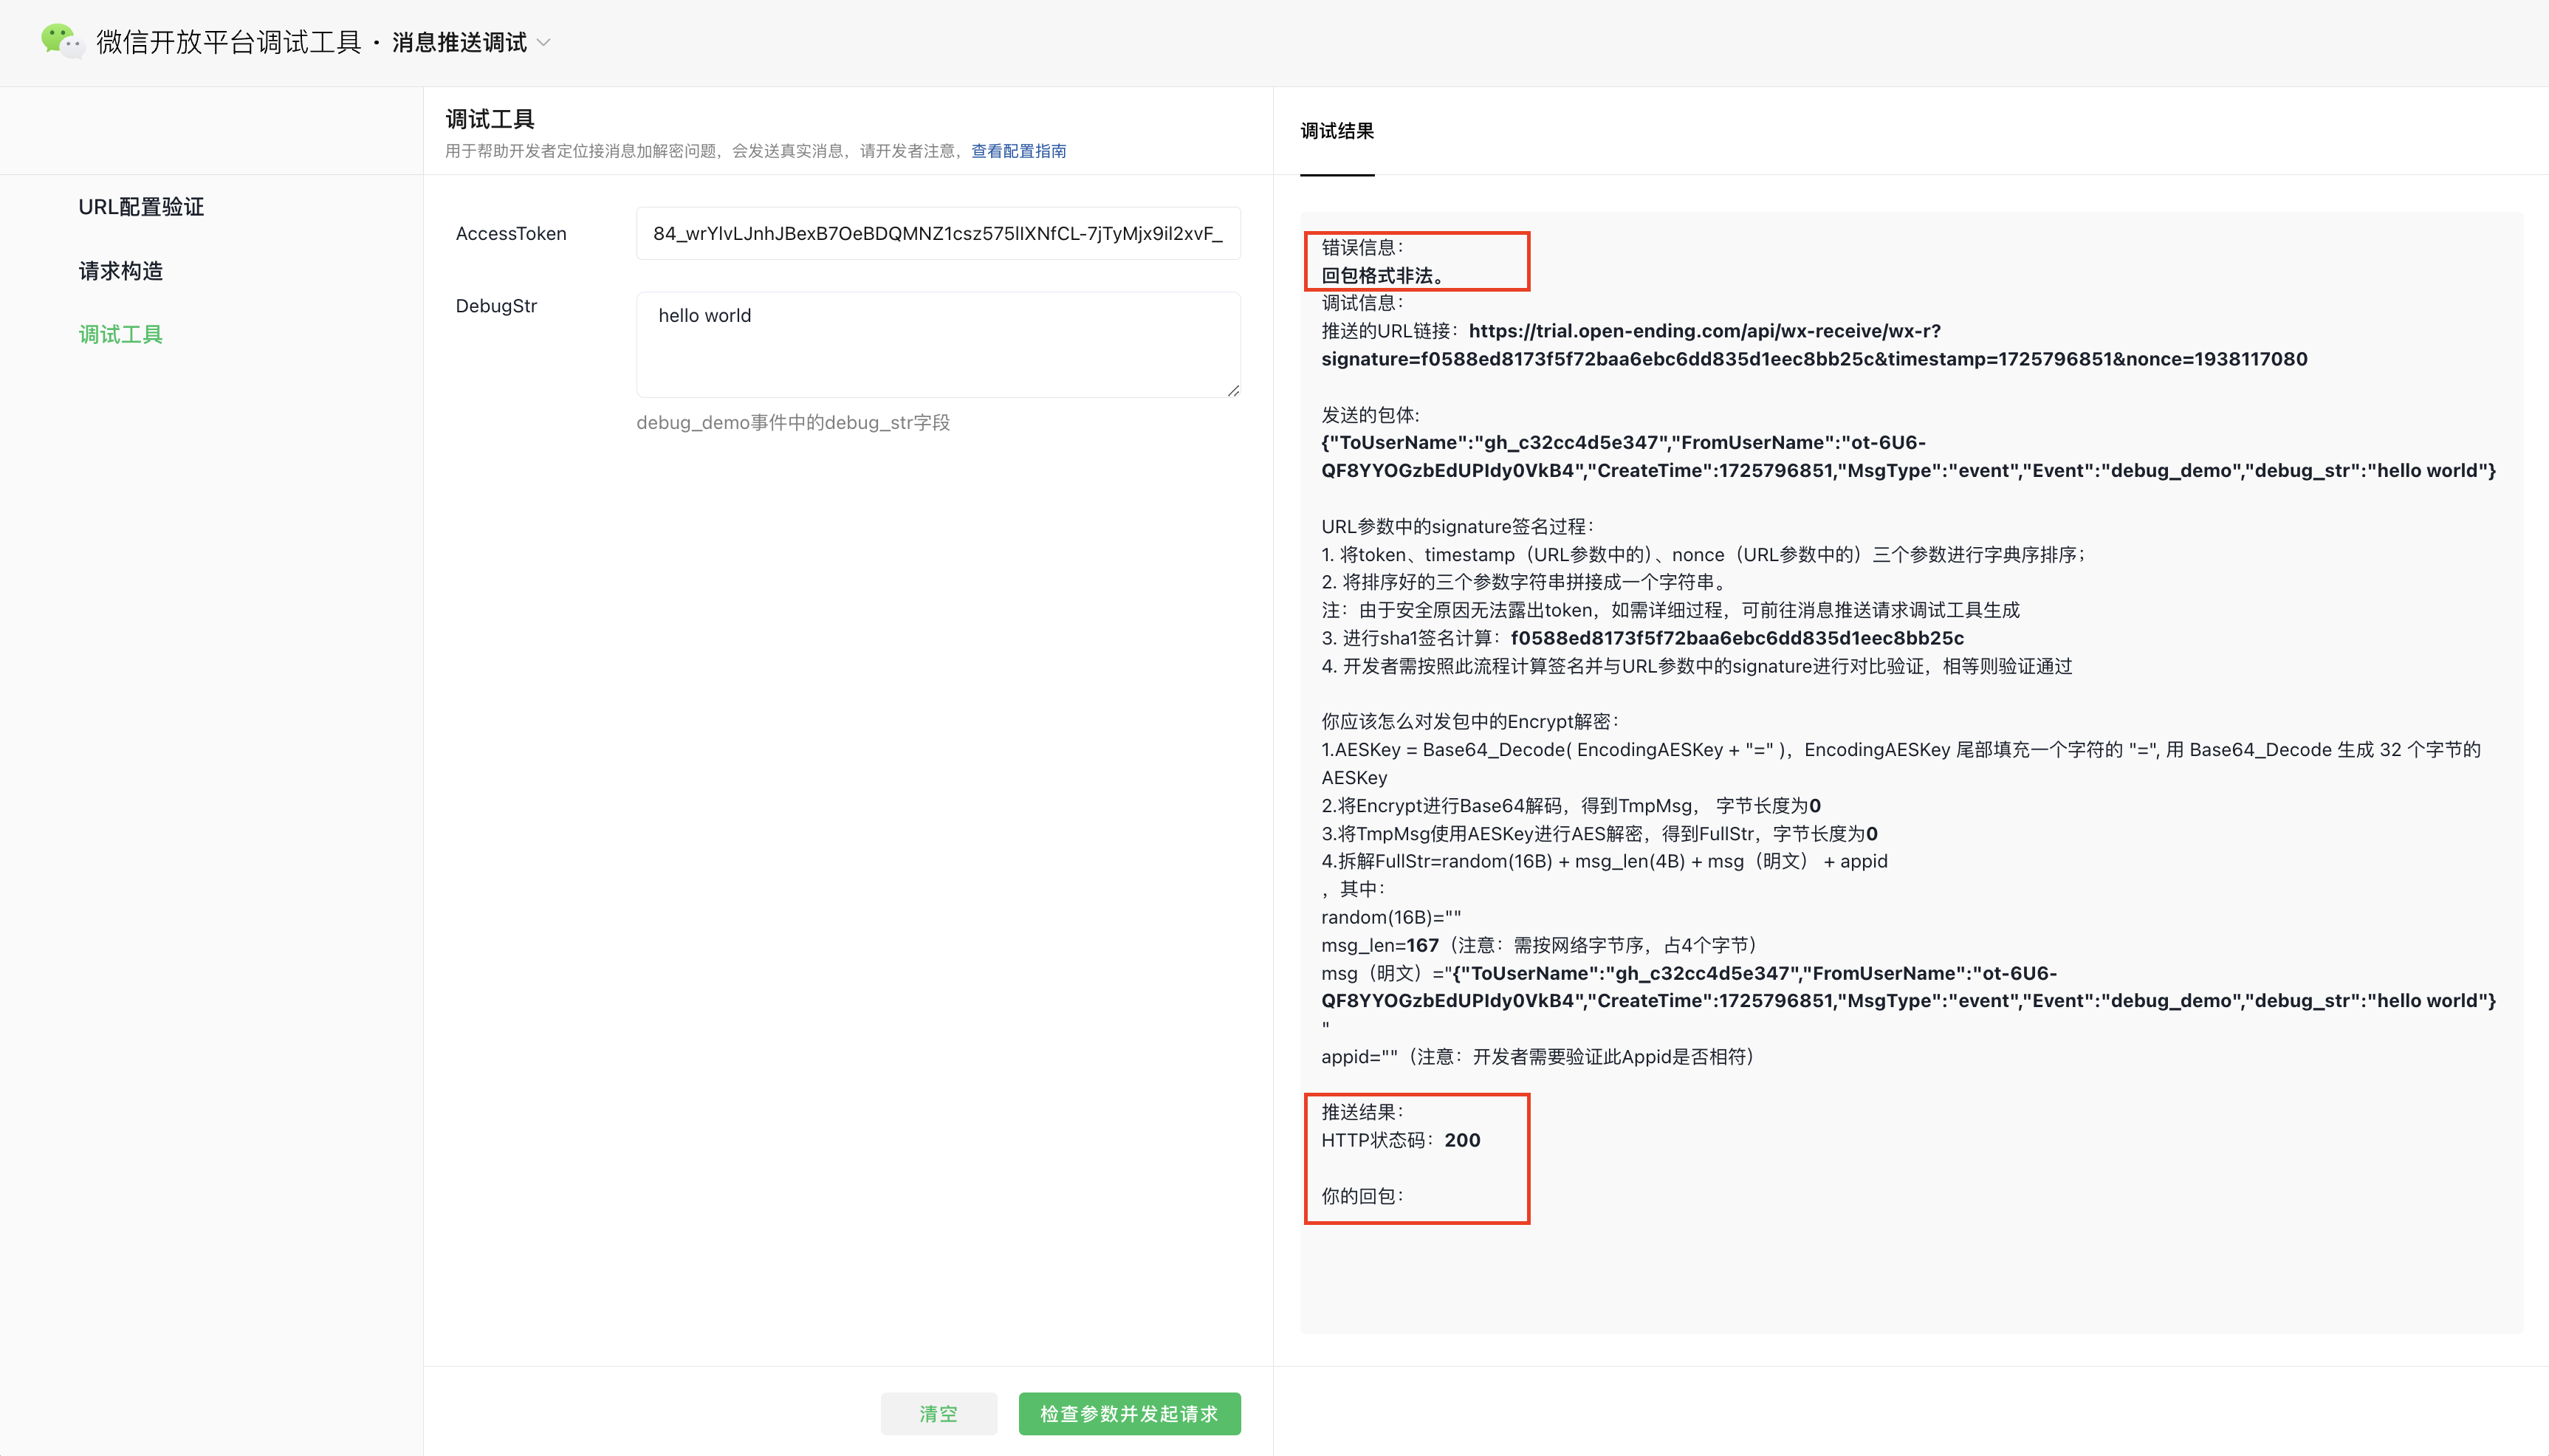 微信开放平台调试工具 · 消息推送调试
URL配置验证
请求构造
调试工具
调试工具
用于帮助开发者定位接消息加解密问题，会发送真实消息，请开发者注意，查看配置指南
AccessToken
84_wrYlvLJnhJBexB7OeBDQMNZ1csz575lIXNfCL-7jTyMjx9il2xvF_
DebugStr
hello world
debug_demo事件中的debug_str字段
清空
检查参数并发起请求
调试结果
错误信息：
回包格式非法。
调试信息：
推送的URL链接：https://trial.open-ending.com/api/wx-receive/wx-r?
signature=f0588ed8173f5f72baa6ebc6dd835d1eec8bb25c&timestamp=1725796851&nonce=1938117080
发送的包体:
{"ToUserName":"gh_c32cc4d5e347","FromUserName":"ot-6U6-
QF8YYOGzbEdUPIdy0VkB4","CreateTime":1725796851,"MsgType":"event","Event":"debug_demo","debug_str":"hello world"}
URL参数中的signature签名过程：
1. 将token、timestamp（URL参数中的）、nonce（URL参数中的）三个参数进行字典序排序；
2. 将排序好的三个参数字符串拼接成一个字符串。
注：由于安全原因无法露出token，如需详细过程，可前往消息推送请求调试工具生成
3. 进行sha1签名计算：f0588ed8173f5f72baa6ebc6dd835d1eec8bb25c
4. 开发者需按照此流程计算签名并与URL参数中的signature进行对比验证，相等则验证通过
你应该怎么对发包中的Encrypt解密：
1.AESKey = Base64_Decode( EncodingAESKey + "=" )，EncodingAESKey 尾部填充一个字符的 "=", 用 Base64_Decode 生成 32 个字节的
AESKey
2.将Encrypt进行Base64解码，得到TmpMsg， 字节长度为0
3.将TmpMsg使用AESKey进行AES解密，得到FullStr，字节长度为0
4.拆解FullStr=random(16B) + msg_len(4B) + msg（明文） + appid
，其中：
random(16B)=""
msg_len=167（注意：需按网络字节序，占4个字节）
msg（明文）="{"ToUserName":"gh_c32cc4d5e347","FromUserName":"ot-6U6-
QF8YYOGzbEdUPIdy0VkB4","CreateTime":1725796851,"MsgType":"event","Event":"debug_demo","debug_str":"hello world"}
"
appid=""（注意：开发者需要验证此Appid是否相符）
推送结果：
HTTP状态码：200
你的回包：